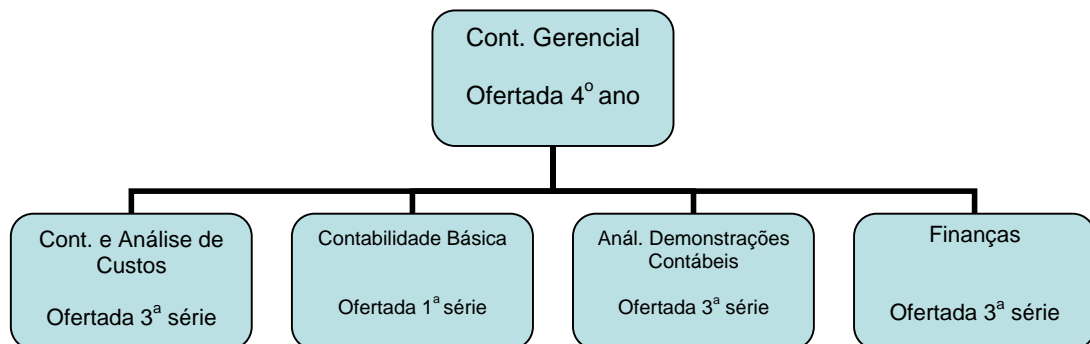 Cont. Gerencial
Ofertada 4º ano
Cont. e Análise de
Custos
Ofertada 3ª série
Contabilidade Básica
Ofertada 1ª série
Anál. Demonstrações
Contábeis
Ofertada 3ª série
Finanças
Ofertada 3ª série